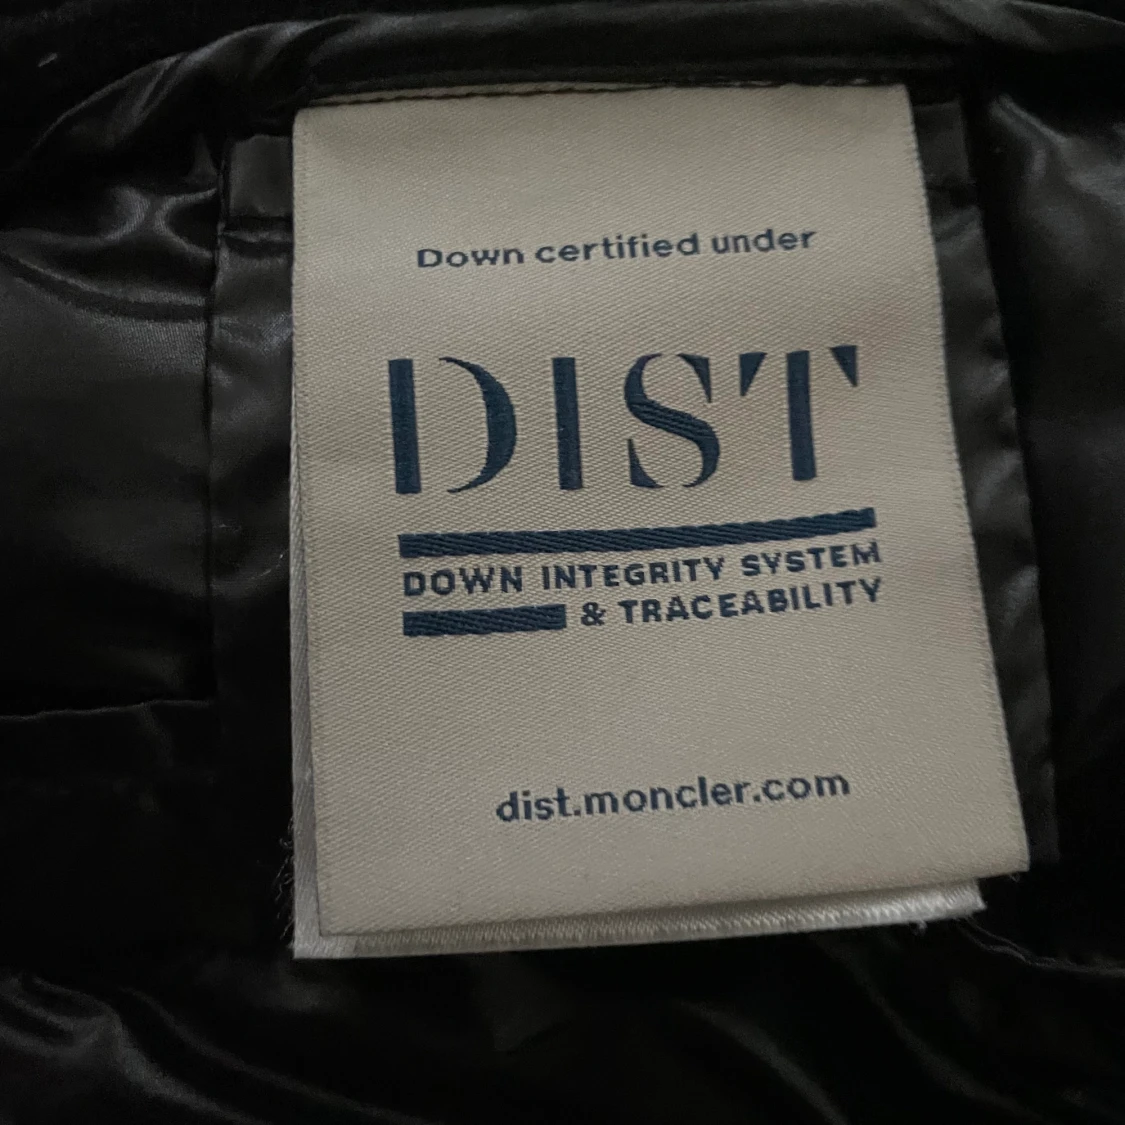 Down certified under
DIST
DOWN INTEGRITY SYSTEM
& TRACEABILITY
dist.moncler.com